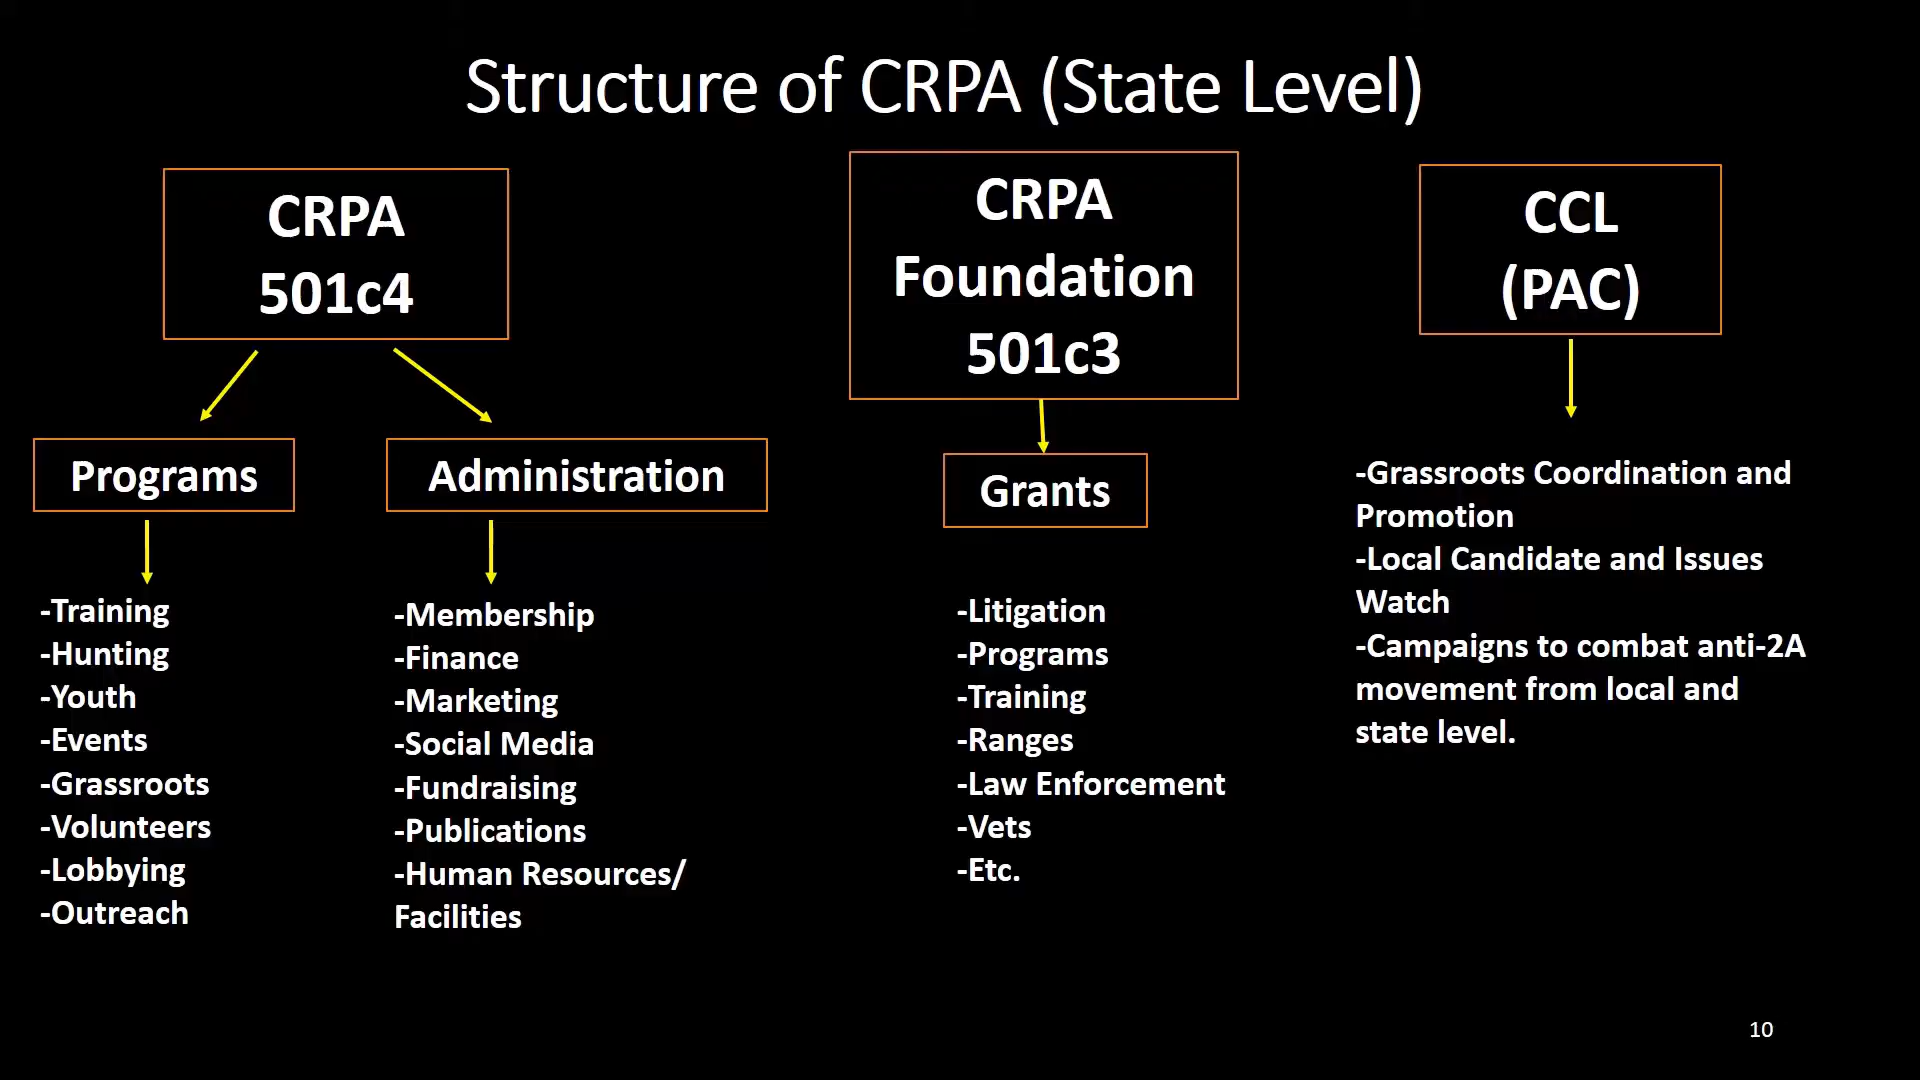 Structure of CRPA (State Level)
CRPA
501c4
CRPA
Foundation
501c3
CCL
(PAC)
Programs
Administration
Grants
-Training
-Hunting
-Youth
-Events
-Grassroots
-Volunteers
-Lobbying
-Outreach
-Membership
-Finance
-Marketing
-Social Media
-Fundraising
-Publications
-Human Resources/
Facilities
-Litigation
-Programs
-Training
-Ranges
-Law Enforcement
-Vets
-Etc.
-Grassroots Coordination and
Promotion
-Local Candidate and Issues
Watch
-Campaigns to combat anti-2A
movement from local and
state level.
10